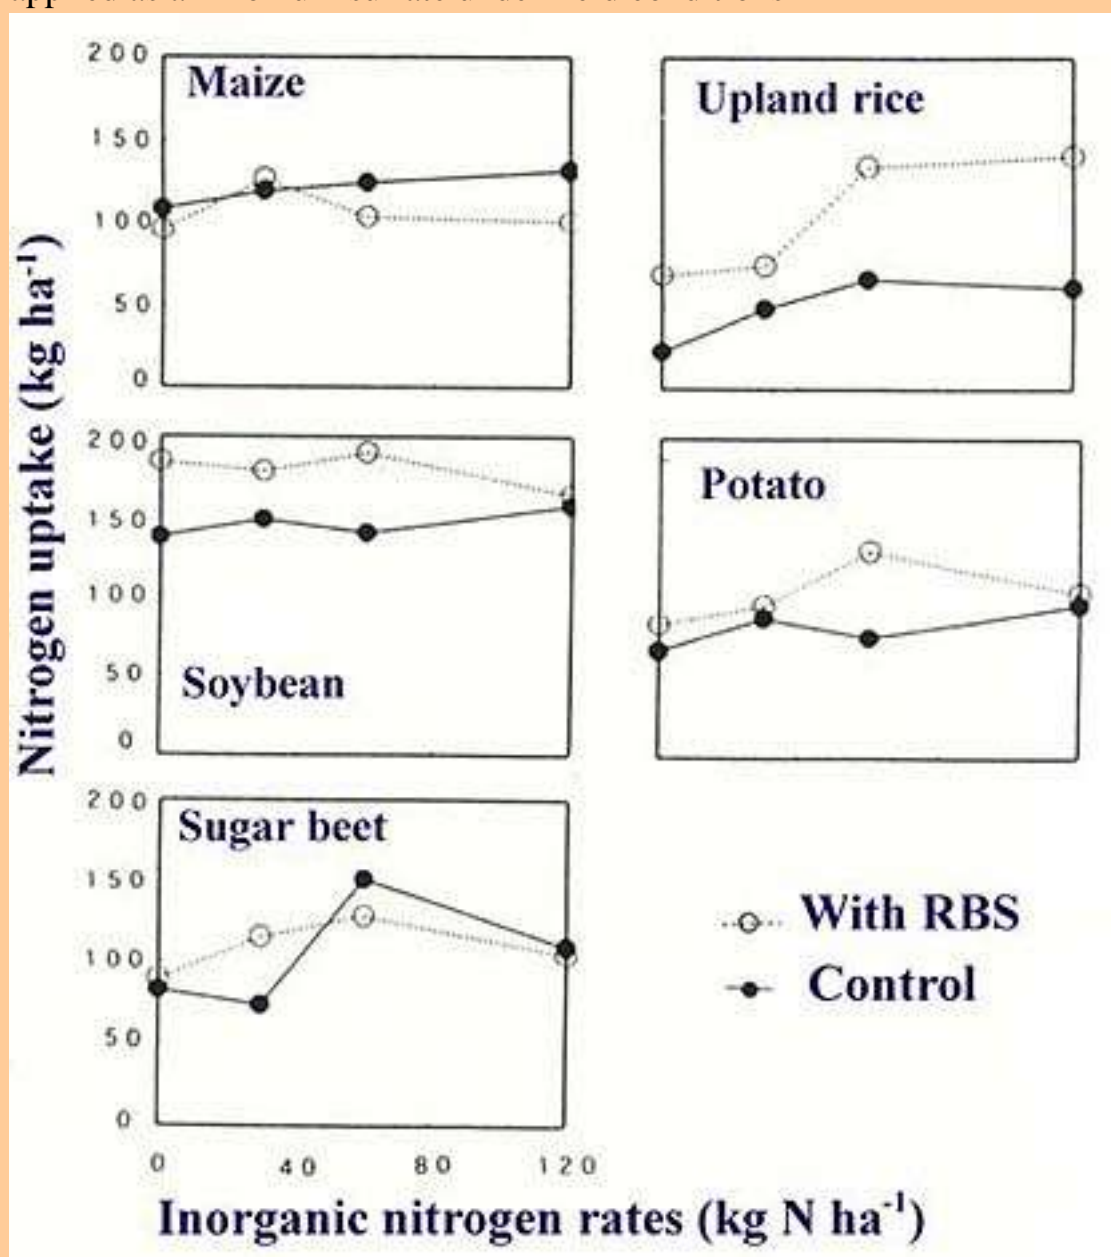 200
Maize
150
100
50
0
Upland rice
200
150
100
50
0
Soybean
Potato
200
Sugar beet
150
100
50
0
0 40 80 120
With RBS
Control
Nitrogen uptake (kg ha-1)
Inorganic nitrogen rates (kg N ha-1)